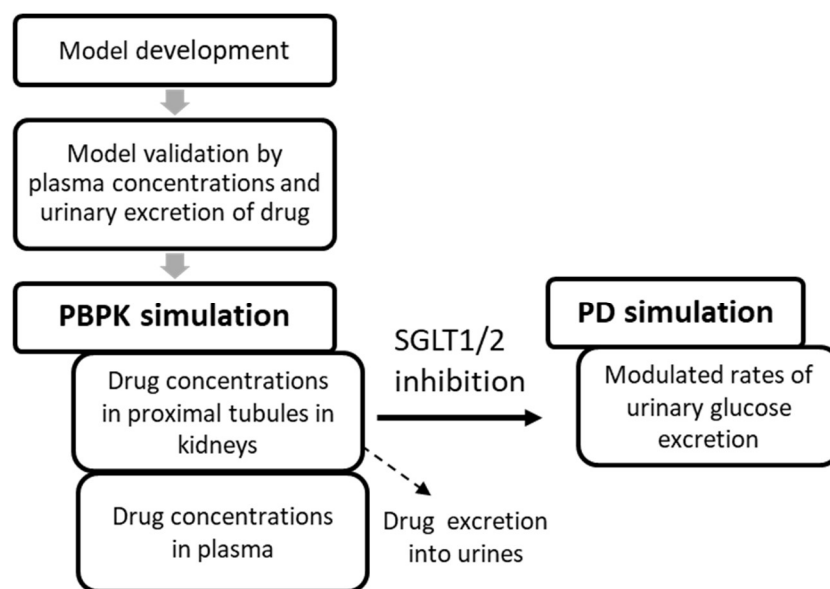 Model development
Model validation by
plasma concentrations and
urinary excretion of drug
PBPK simulation
Drug concentrations
in proximal tubules in
kidneys
Drug concentrations
in plasma
SGLT1/2
inhibition
Drug excretion
into urines
PD simulation
Modulated rates of
urinary glucose
excretion